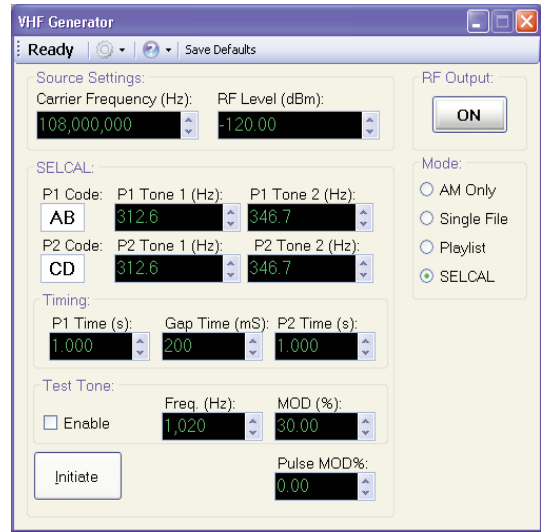 VHF Generator
Ready Save Defaults
Source Settings:
Carrier Frequency (Hz): RF Level (dBm):
108,000,000 -120.00
RF Output:
ON
SELCAL:
P1 Code: P1 Tone 1 (Hz): P1 Tone 2 (Hz):
AB 312.6 346.7
P2 Code: P2 Tone 1 (Hz): P2 Tone 2 (Hz):
CD 312.6 346.7
Mode:
AM Only
Single File
Playlist
SELCAL
Timing:
P1 Time (s): Gap Time (mS): P2 Time (s):
1.000 200 1.000
Test Tone:
Freq. (Hz): MOD (%):
Enable 1,020 30.00
Initiate
Pulse MOD%:
0.00